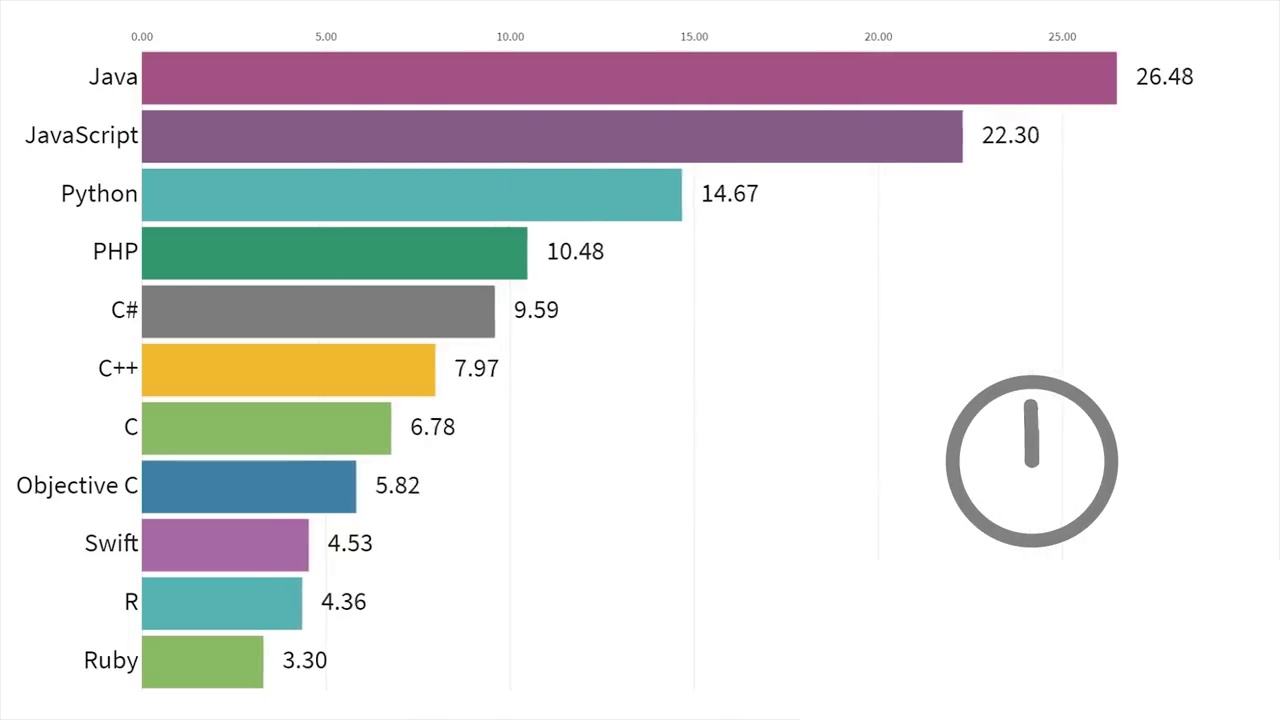 0.00 5.00 10.00 15.00 20.00 25.00
Java 26.48
JavaScript 22.30
Python 14.67
PHP 10.48
C# 9.59
C++ 7.97
C 6.78
Objective C 5.82
Swift 4.53
R 4.36
Ruby 3.30